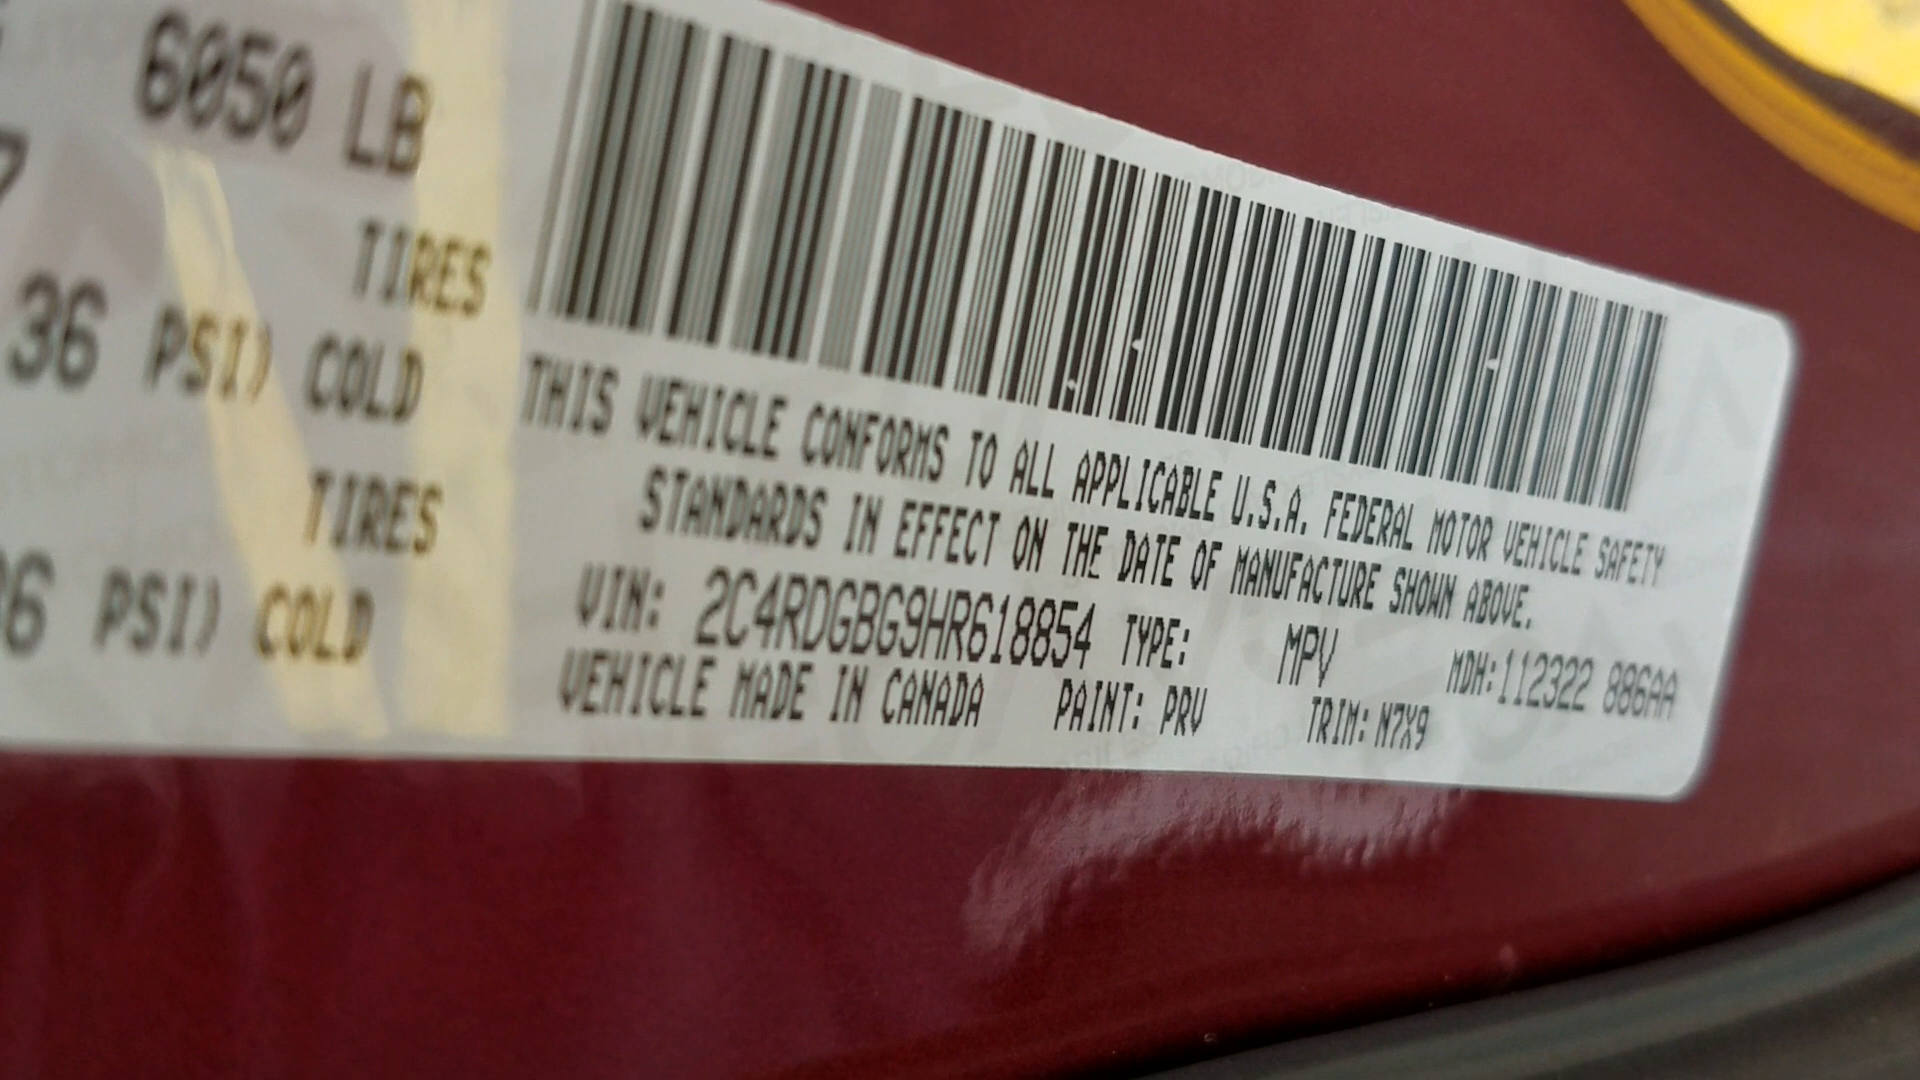 6050 LB
TIRES
36 PSI) COLD
TIRES
PSI) COLD
THIS VEHICLE CONFORMS TO ALL APPLICABLE U.S.A. FEDERAL MOTOR VEHICLE SAFETY
STANDARDS IN EFFECT ON THE DATE OF MANUFACTURE SHOWN ABOVE.
VIN: 2C4RDGBG9HR618854 TYPE: MPV MDH:112322 886AA
VEHICLE MADE IN CANADA PAINT: PRV TRIM: N7X9